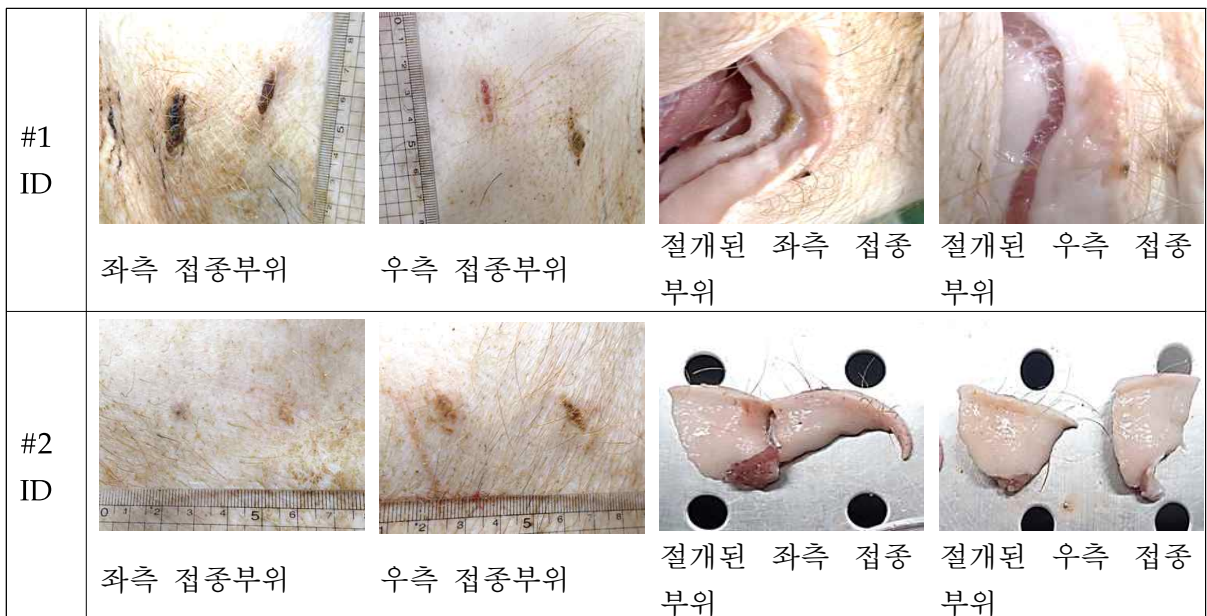 #1
ID
좌측 접종부위
우측 접종부위
절개된 좌측 접종
부위
절개된 우측 접종
부위
#2
ID
좌측 접종부위
우측 접종부위
절개된 좌측 접종
부위
절개된 우측 접종
부위